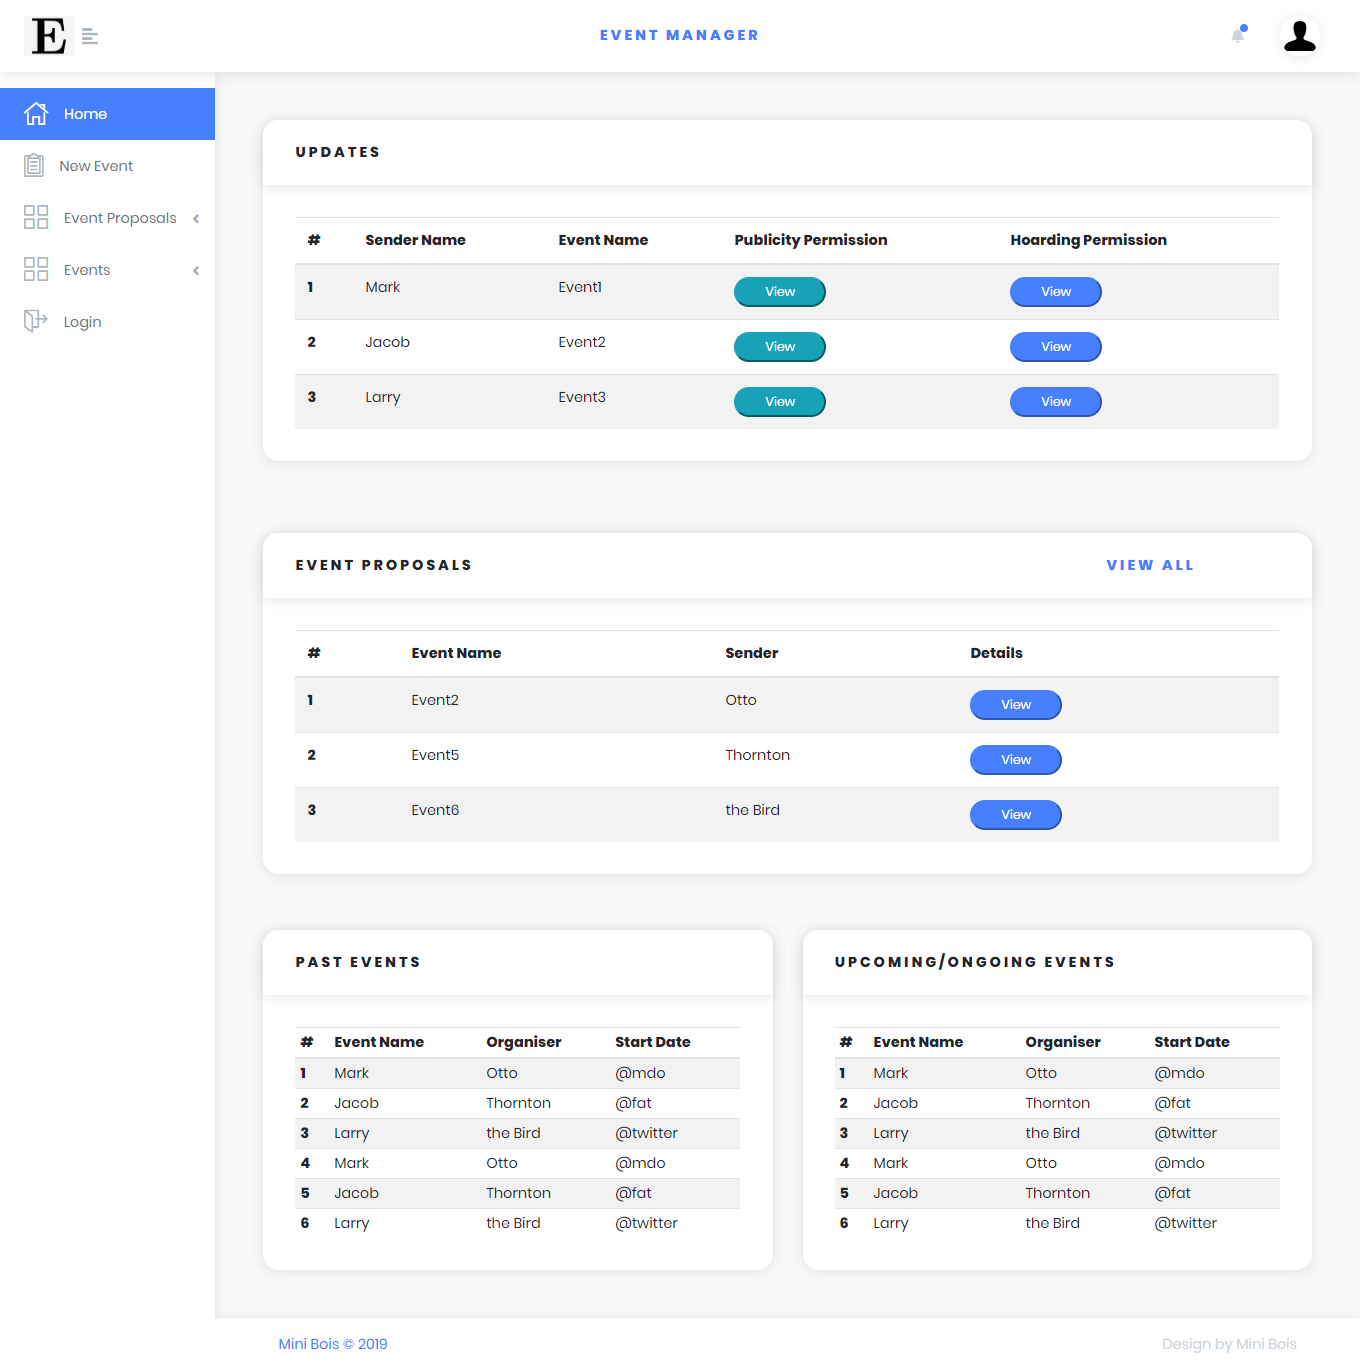 E
EVENT MANAGER
Home
New Event
Event Proposals
Events
Login
UPDATES
# Sender Name Event Name Publicity Permission Hoarding Permission
1 Mark Event1 View View
2 Jacob Event2 View View
3 Larry Event3 View View
EVENT PROPOSALS VIEW ALL
# Event Name Sender Details
1 Event2 Otto View
2 Event5 Thornton View
3 Event6 the Bird View
PAST EVENTS
# Event Name Organiser Start Date
1 Mark Otto @mdo
2 Jacob Thornton @fat
3 Larry the Bird @twitter
4 Mark Otto @mdo
5 Jacob Thornton @fat
6 Larry the Bird @twitter
UPCOMING/ONGOING EVENTS
# Event Name Organiser Start Date
1 Mark Otto @mdo
2 Jacob Thornton @fat
3 Larry the Bird @twitter
4 Mark Otto @mdo
5 Jacob Thornton @fat
6 Larry the Bird @twitter
Mini Bois © 2019 Design by Mini Bois